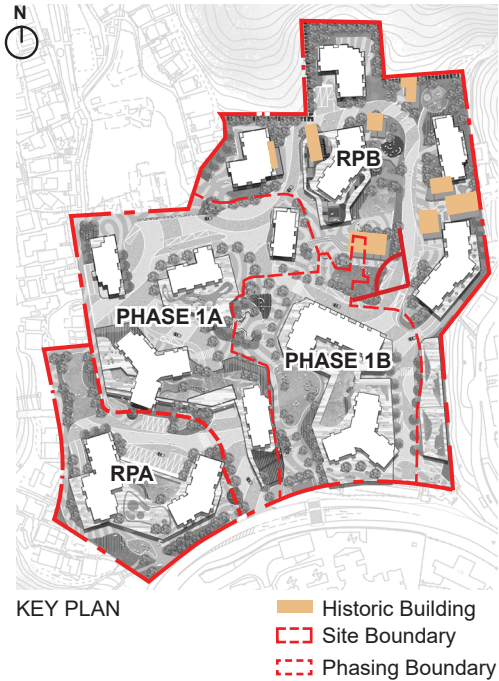 N
RPB
PHASE 1A
PHASE 1B
RPA
KEY PLAN
Historic Building
Site Boundary
Phasing Boundary